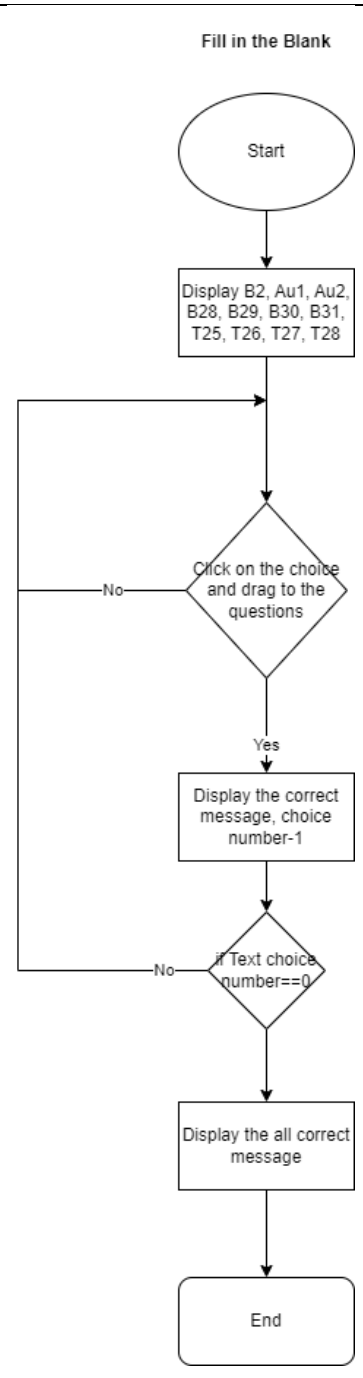 Fill in the Blank
Start
Display B2, Au1, Au2,
B28, B29, B30, B31,
T25, T26, T27, T28
Click on the choice
and drag to the
questions
No
Yes
Display the correct
message, choice
number-1
if Text choice
number==0
No
Display the all correct
message
End